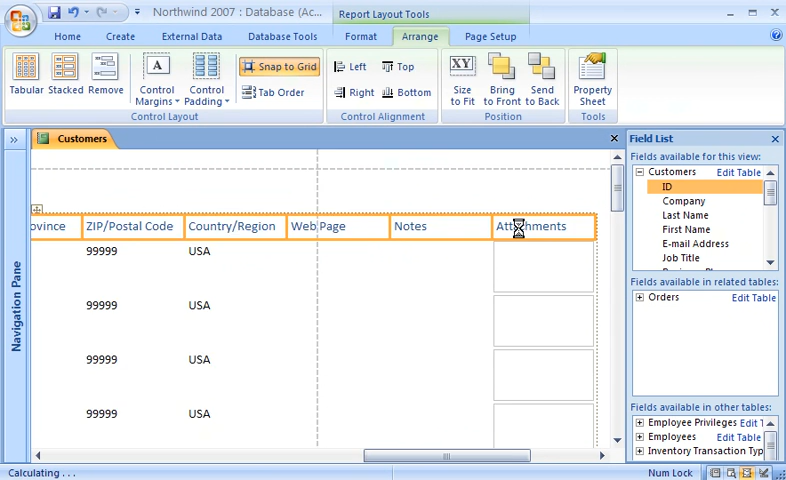 Northwind 2007 : Database (Ac...
Report Layout Tools
Home
Create
External Data
Database Tools
Format
Arrange
Page Setup
Tabular
Stacked
Remove
Control Margins
Control Padding
Snap to Grid
Tab Order
Control Layout
Left
Top
Right
Bottom
Control Alignment
Size to Fit
Bring to Front
Send to Back
Position
Property Sheet
Tools
Customers
Navigation Pane
ovince
ZIP/Postal Code
Country/Region
Web Page
Notes
Attachments
99999 USA
99999 USA
99999 USA
99999 USA
Field List
Fields available for this view:
Customers Edit Table
ID
Company
Last Name
First Name
E-mail Address
Job Title
Fields available in related tables:
Orders Edit Table
Fields available in other tables:
Employee Privileges Edit T
Employees Edit Table
Inventory Transaction Typ
Calculating . . .
Num Lock